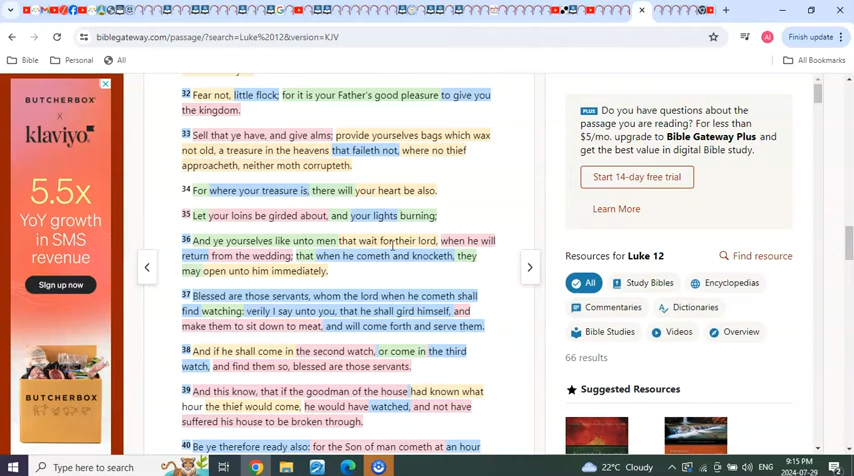 Finish update
biblegateway.com/passage/?search=Luke%2012&version=KJV
AI
Bible
Personal
All
All Bookmarks
BUTCHERBOX
x
klaviyo
5.5x
YoY growth
in SMS
revenue
Sign up now
BUTCHERBOX
32 Fear not, little flock; for it is your Father's good pleasure to give you
the kingdom.
33 Sell that ye have, and give alms; provide yourselves bags which wax
not old, a treasure in the heavens that faileth not, where no thief
approacheth, neither moth corrupteth.
34 For where your treasure is, there will your heart be also.
35 Let your loins be girded about, and your lights burning;
36 And ye yourselves like unto men that wait for their lord, when he will
return from the wedding; that when he cometh and knocketh, they
may open unto him immediately.
37 Blessed are those servants, whom the lord when he cometh shall
find watching: verily I say unto you, that he shall gird himself, and
make them to sit down to meat, and will come forth and serve them.
38 And if he shall come in the second watch, or come in the third
watch, and find them so, blessed are those servants.
39 And this know, that if the goodman of the house had known what
hour the thief would come, he would have watched, and not have
suffered his house to be broken through.
40 Be ye therefore ready also: for the Son of man cometh at an hour
PLUS Do you have questions about the
passage you are reading? For less than
$5/mo. upgrade to Bible Gateway Plus and
get the best value in digital Bible study.
Start 14-day free trial
Learn More
Resources for Luke 12
Find resource
All
Study Bibles
Encyclopedias
Commentaries
Dictionaries
Bible Studies
Videos
Overview
66 results
Suggested Resources
Type here to search
22°C Cloudy
ENG
9:15 PM
2024-07-29